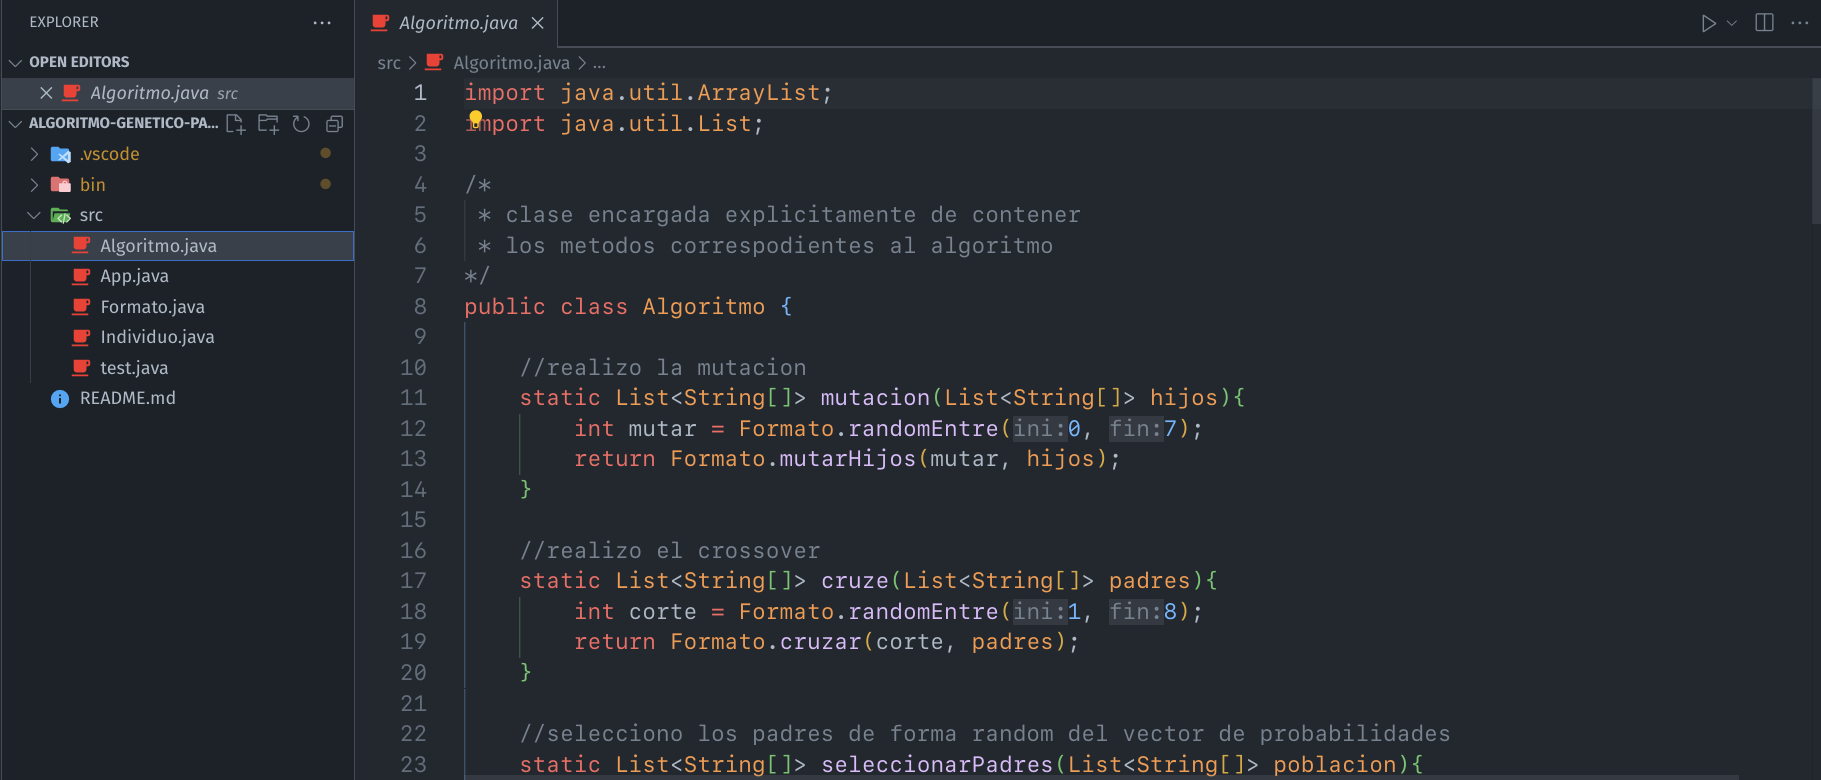 EXPLORER
OPEN EDITORS
Algoritmo.java src
ALGORITMO-GENETICO-PA...
.vscode
bin
src
Algoritmo.java
App.java
Formato.java
Individuo.java
test.java
README.md
Algoritmo.java
src > Algoritmo.java > ...
1 import java.util.ArrayList;
2 import java.util.List;
3
4 /*
5 * clase encargada explicitamente de contener
6 * los metodos correspodientes al algoritmo
7 */
8 public class Algoritmo {
9
10 //realizo la mutacion
11 static List<String[]> mutacion(List<String[]> hijos){
12 int mutar = Formato.randomEntre(ini:0, fin:7);
13 return Formato.mutarHijos(mutar, hijos);
14 }
15
16 //realizo el crossover
17 static List<String[]> cruze(List<String[]> padres){
18 int corte = Formato.randomEntre(ini:1, fin:8);
19 return Formato.cruzar(corte, padres);
20 }
21
22 //selecciono los padres de forma random del vector de probabilidades
23 static List<String[]> seleccionarPadres(List<String[]> poblacion){